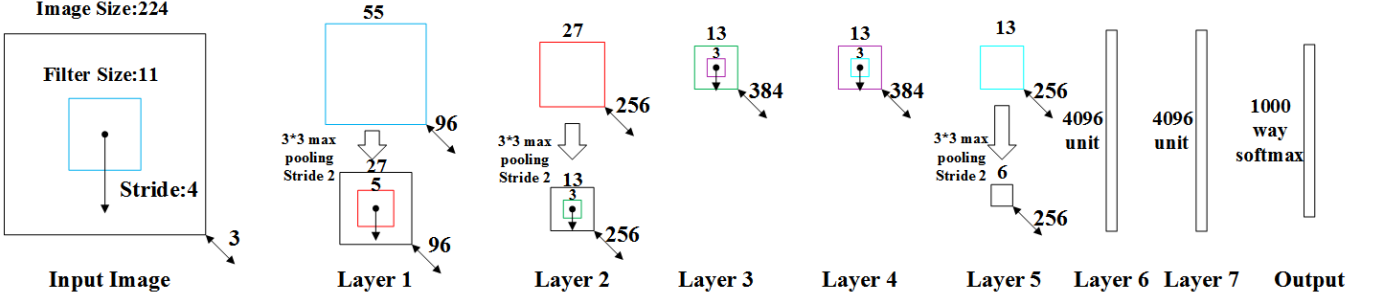 Image Size:224
Filter Size:11
Stride:4
3
Input Image
55
96
3*3 max
pooling
Stride 2
27
5
96
Layer 1
27
256
3*3 max
pooling
Stride 2
13
3
256
Layer 2
13
3
384
Layer 3
13
3
384
Layer 4
13
256
3*3 max
pooling
Stride 2
6
256
Layer 5
4096
unit
Layer 6
4096
unit
Layer 7
1000
way
softmax
Output